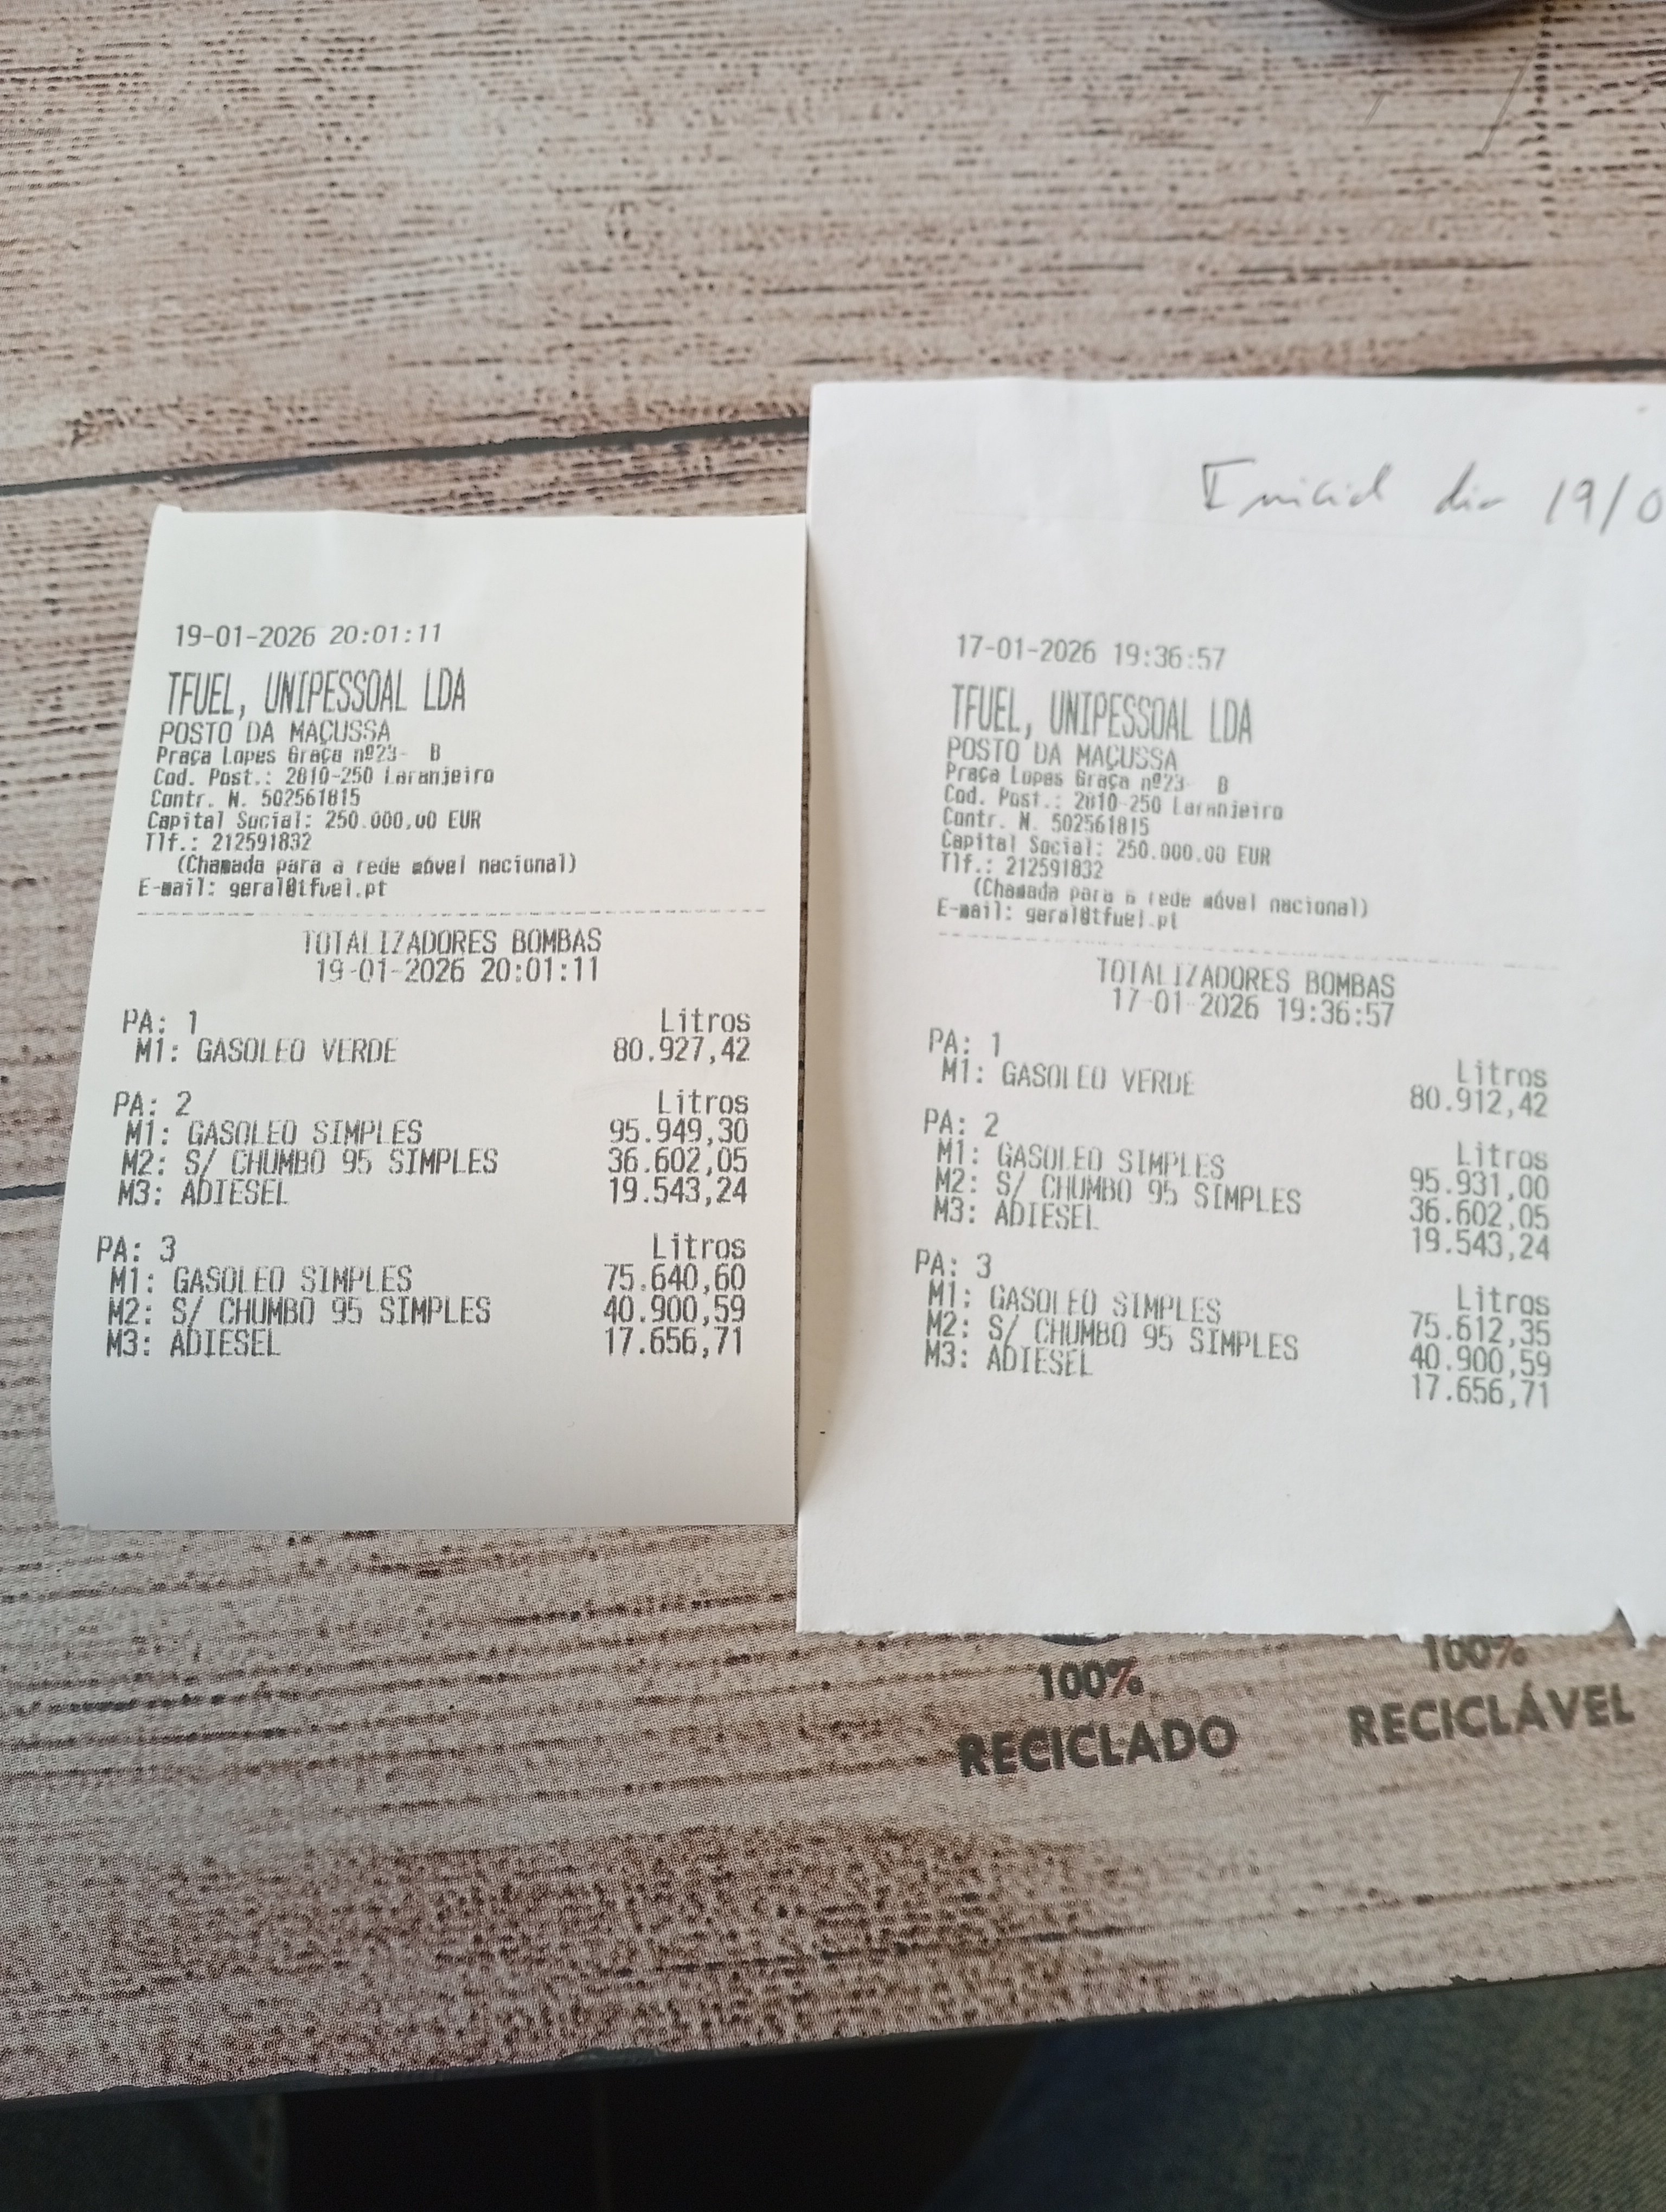 19-01-2026 20:01:11
TFUEL, UNIPESSOAL LDA
POSTO DA MAÇUSSA
Praça Lopes Graça nº23- B
Cod. Post.: 2810-250 Laranjeiro
Contr. N. 502561815
Capital Social: 250.000,00 EUR
Tlf.: 212591832
(Chamada para a rede móvel nacional)
E-mail: geral@tfuel.pt
TOTALIZADORES BOMBAS
19-01-2026 20:01:11
PA: 1 Litros
M1: GASOLEO VERDE 80.927,42
PA: 2 Litros
M1: GASOLEO SIMPLES 95.949,30
M2: S/ CHUMBO 95 SIMPLES 36.602,05
M3: ADIESEL 19.543,24
PA: 3 Litros
M1: GASOLEO SIMPLES 75.640,60
M2: S/ CHUMBO 95 SIMPLES 40.900,59
M3: ADIESEL 17.656,71
Inicial dia 19/0
17-01-2026 19:36:57
TFUEL, UNIPESSOAL LDA
POSTO DA MAÇUSSA
Praça Lopes Graça nº23- B
Cod. Post.: 2810-250 Laranjeiro
Contr. N. 502561815
Capital Social: 250.000,00 EUR
Tlf.: 212591832
(Chamada para a rede móvel nacional)
E-mail: geral@tfuel.pt
TOTALIZADORES BOMBAS
17-01-2026 19:36:57
PA: 1 Litros
M1: GASOLEO VERDE 80.912,42
PA: 2 Litros
M1: GASOLEO SIMPLES 95.931,00
M2: S/ CHUMBO 95 SIMPLES 36.602,05
M3: ADIESEL 19.543,24
PA: 3 Litros
M1: GASOLEO SIMPLES 75.612,35
M2: S/ CHUMBO 95 SIMPLES 40.900,59
M3: ADIESEL 17.656,71
100%
RECICLADO
100%
RECICLÁVEL